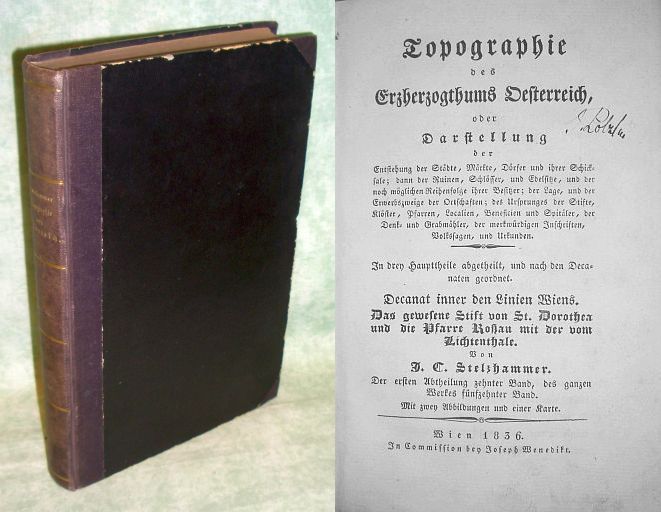 Topographie
des
Erzherzogthums Oesterreich,
oder
Darstellung
der
Entstehung der Städte, Märkte, Dörfer und ihrer Schick-
sale; dann der Ruinen, Schlösser, und Edelsitze, und der
noch möglichen Reihenfolge ihrer Besitzer; der Lage, und der
Erwerbszweige der Ortschaften; des Ursprunges der Stifte,
Klöster, Pfarren, Localien, Beneficien und Spitäler, der
Denk- und Grabmähler, der merkwürdigen Inschriften,
Volkssagen, und Urkunden.
In drey Haupttheile abgetheilt, und nach den Deca-
naten geordnet.
Decanat inner den Linien Wiens.
Das gewesene Stift von St. Dorothea
und die Pfarre Roßau mit der vom
Lichtenthale.
Von
J. C. Stelzhammer.
Der ersten Abtheilung zehnter Band, des ganzen
Werkes fünfzehnter Band.
Mit zwey Abbildungen und einer Karte.
Wien 1836.
In Commission bey Joseph Wenedikt.